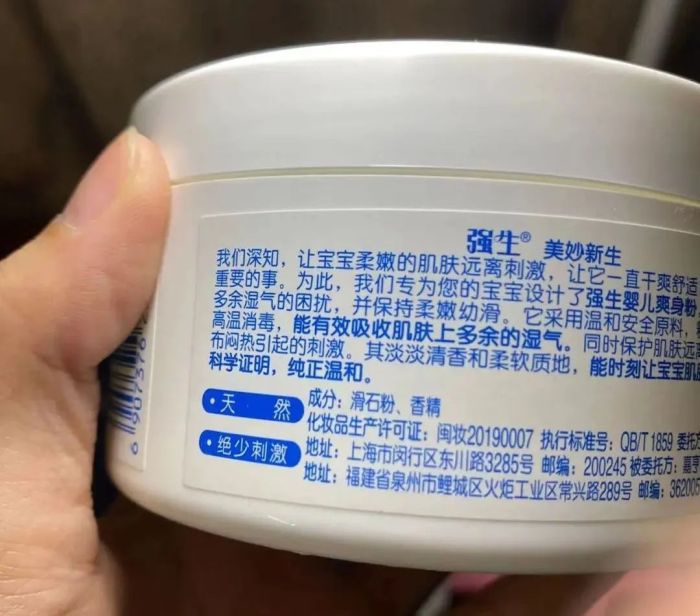 强生® 美妙新生
我们深知，让宝宝柔嫩的肌肤远离刺激，让它一直干爽舒适
重要的事。为此，我们专为您的宝宝设计了强生婴儿爽身粉
多余湿气的困扰，并保持柔嫩幼滑。它采用温和安全原料，
高温消毒，能有效吸收肌肤上多余的湿气。同时保护肌肤远
布闷热引起的刺激。其淡淡清香和柔软质地，能时刻让宝宝肌
科学证明，纯正温和。
•天 然
•绝少刺激
成分：滑石粉、香精
化妆品生产许可证：闽妆20190007 执行标准号：QB/T 1859 委托
地址：上海市闵行区东川路3285号 邮编：200245 被委托方：嘉亨
地址：福建省泉州市鲤城区火炬工业区常兴路289号 邮编：36200
6 907376